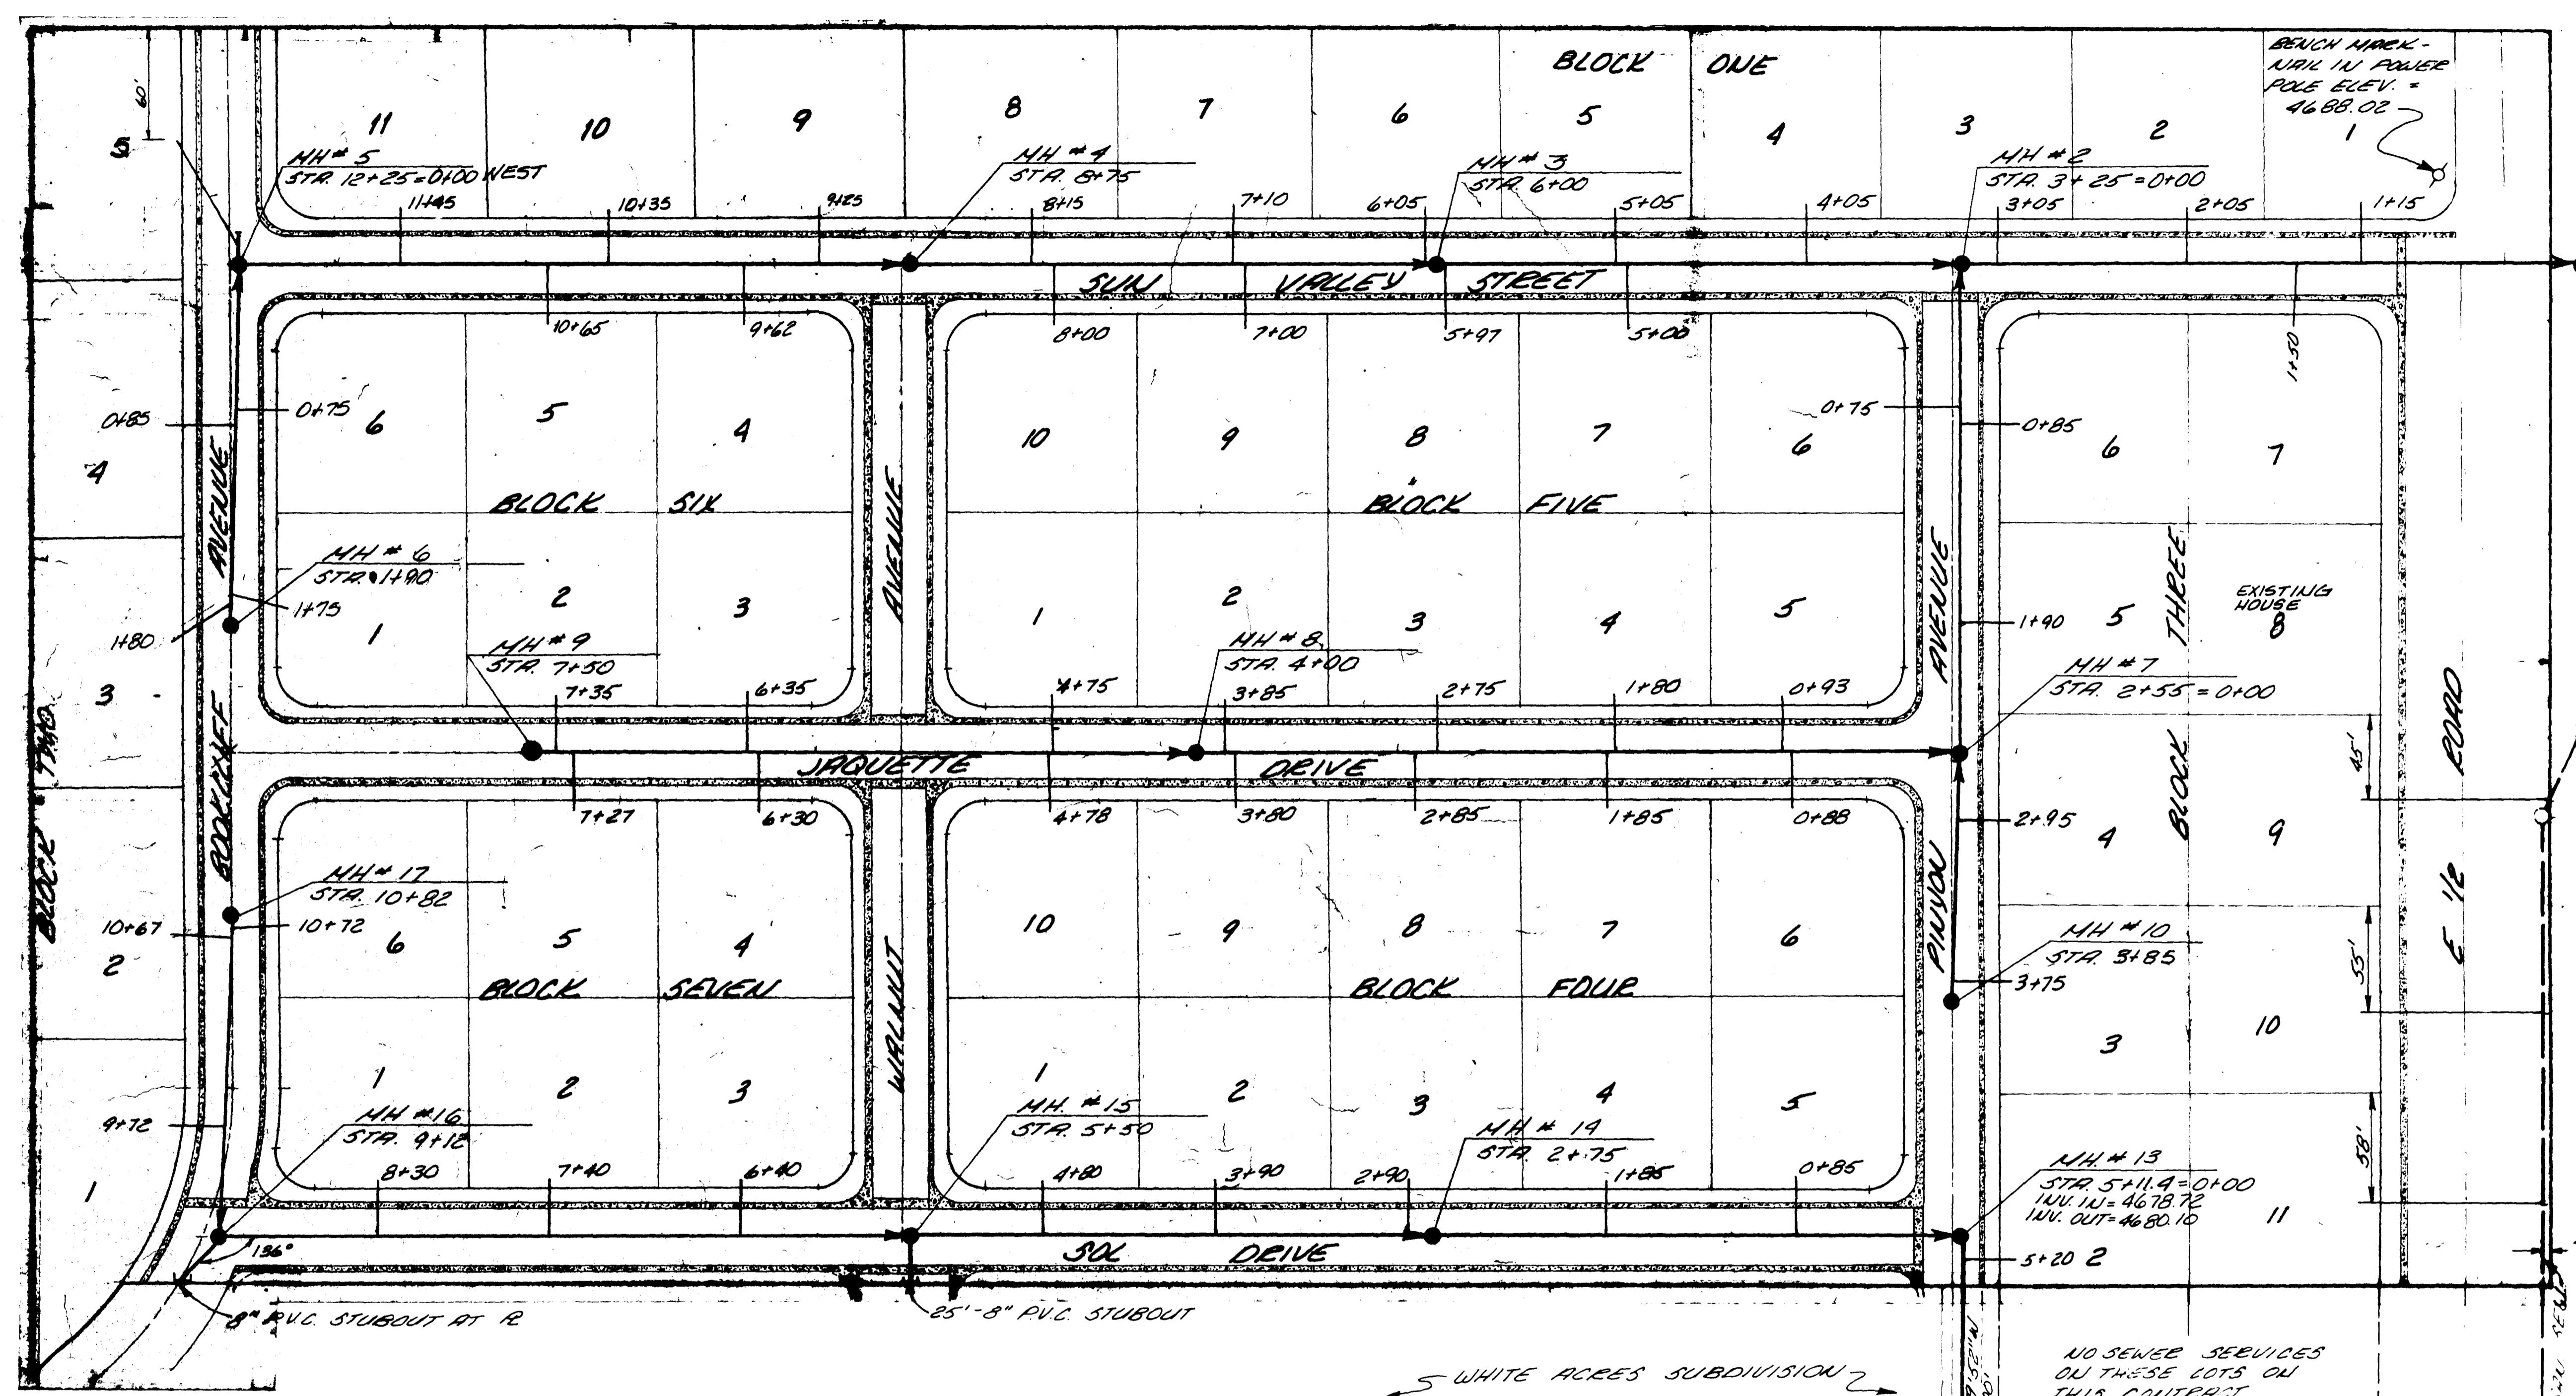 BLOCK ONE
BENCH MARK-
NAIL IN POWER
POLE ELEV. =
4688.02
60'
5
11
10
9
8
7
6
5
4
3
2
1
MH # 5
STA. 12+25=0+00 WEST
MH # 4
STA. 8+75
MH # 3
STA. 6+00
MH # 2
STA. 3+25=0+00
11+45
10+35
9+25
8+15
7+10
6+05
5+05
4+05
3+05
2+05
1+15
SUN VALLEY STREET
10+65
9+62
8+00
7+00
5+97
5+00
1+50
0+85
0+75
0+75
0+85
4
6
5
4
10
9
8
7
6
6
7
AVENUE
AVENUE
AVENUE
BLOCK SIX
BLOCK FIVE
BLOCK THREE
MH # 6
STA. 1+90
1+75
1+80
3
1
2
3
1
2
3
4
5
1+90
5
EXISTING
HOUSE
8
MH # 9
STA. 7+50
MH # 8
STA. 4+00
MH # 7
STA. 2+55=0+00
7+35
6+35
4+75
3+85
2+75
1+80
0+93
BLOCK TWO
BOOKCLIFF
JAQUETTE DRIVE
45'
E 1/2 ROAD
7+27
6+30
4+78
3+80
2+85
1+85
0+88
2+95
4
9
MH # 17
STA. 10+82
10+67
10+72
2
6
5
4
10
9
8
7
6
PINYON
MH # 10
STA. 3+85
3+75
55'
BLOCK SEVEN
WALNUT
BLOCK FOUR
3
10
9+72
1
1
2
3
1
2
3
4
5
MH #16
STA. 9+12
MH. #15
STA. 5+50
MH # 14
STA. 2+75
MH. # 13
STA. 5+11.4=0+00
INV. IN=4678.72
INV. OUT=4680.10
58'
11
8+30
7+40
6+40
4+80
3+90
2+90
1+85
0+85
136°
SOL DRIVE
5+20 2
8" P.V.C. STUBOUT AT PL
25'-8" P.V.C. STUBOUT
WHITE ACRES SUBDIVISION
NO SEWER SERVICES
ON THESE LOTS ON
THIS CONTRACT